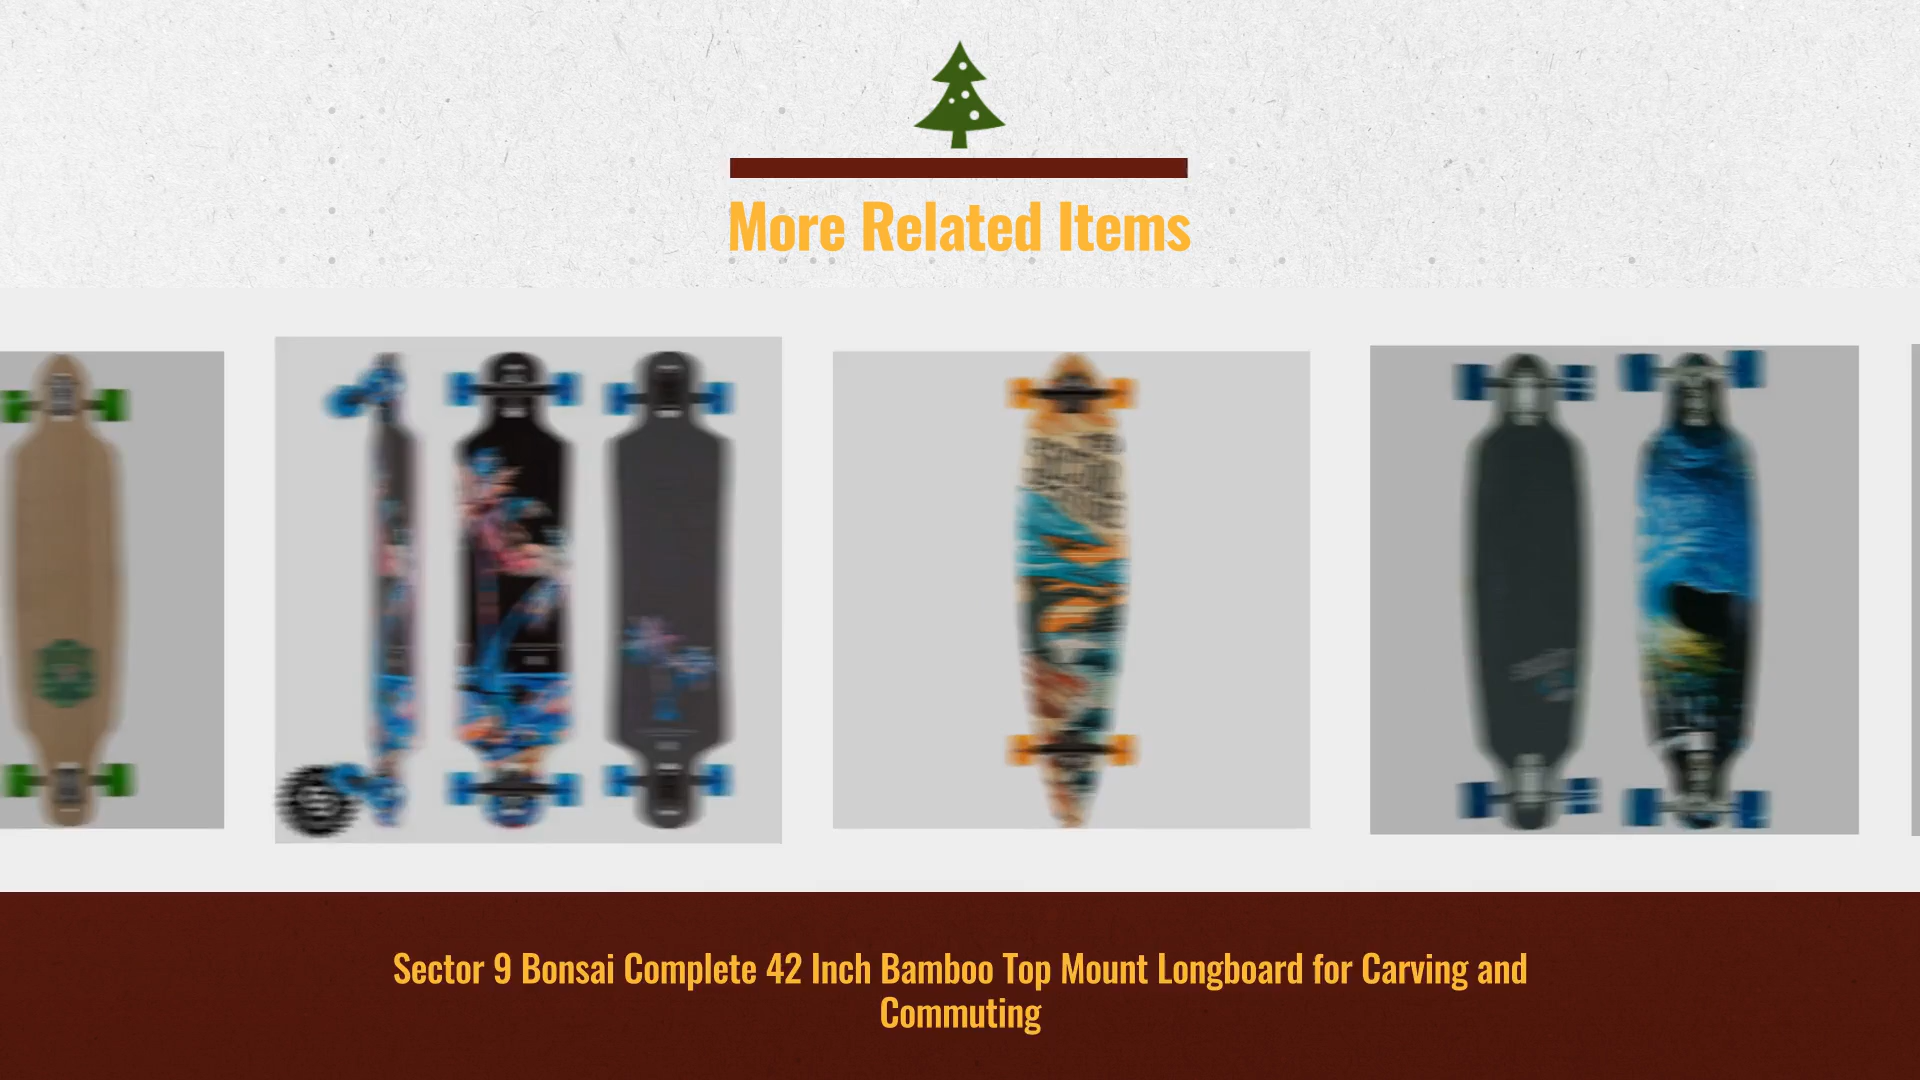 More Related Items
Sector 9 Bonsai Complete 42 Inch Bamboo Top Mount Longboard for Carving and
Commuting